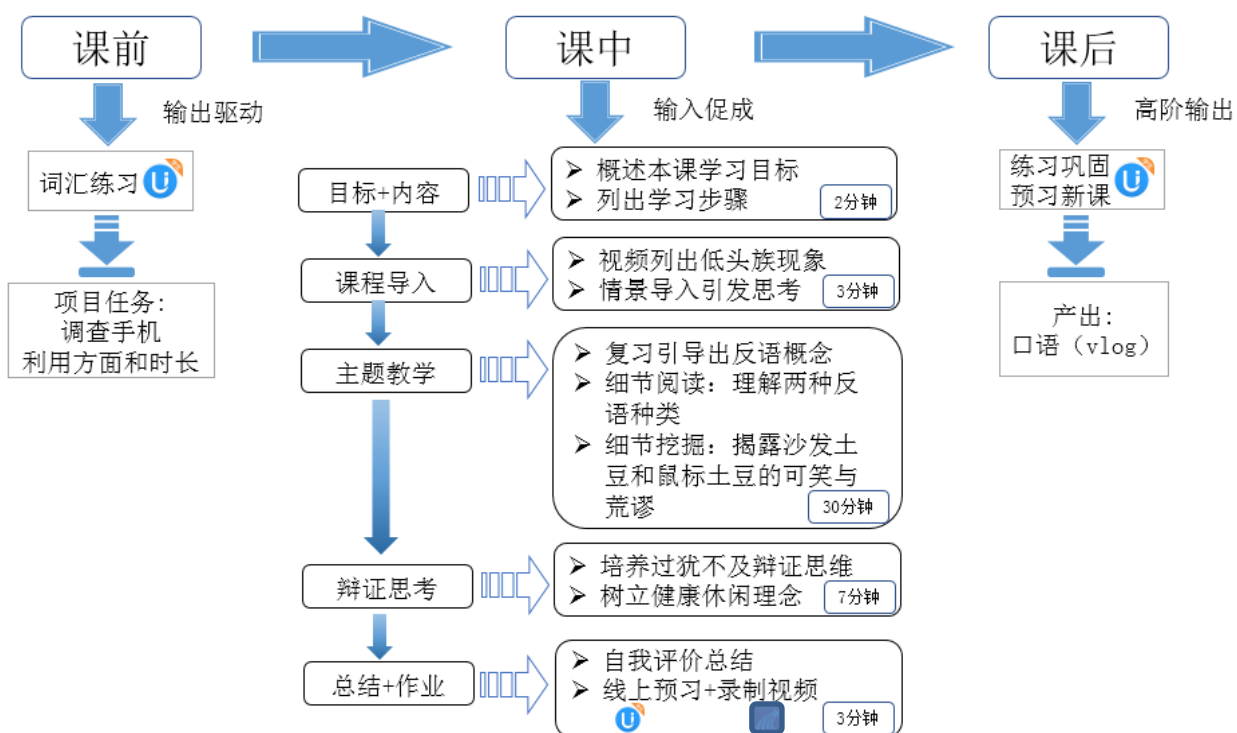 课前
课中
课后
输出驱动
输入促成
高阶输出
词汇练习
Ui
项目任务:
调查手机
利用方面和时长
目标+内容
➢ 概述本课学习目标
➢ 列出学习步骤
2分钟
课程导入
➢ 视频列出低头族现象
➢ 情景导入引发思考
3分钟
主题教学
➢ 复习引导出反语概念
➢ 细节阅读: 理解两种反
语种类
➢ 细节挖掘: 揭露沙发土
豆和鼠标土豆的可笑与
荒谬
30分钟
辩证思考
➢ 培养过犹不及辩证思维
➢ 树立健康休闲理念
7分钟
总结+作业
➢ 自我评价总结
➢ 线上预习+录制视频
Ui
3分钟
练习巩固
预习新课
Ui
产出:
口语（vlog）